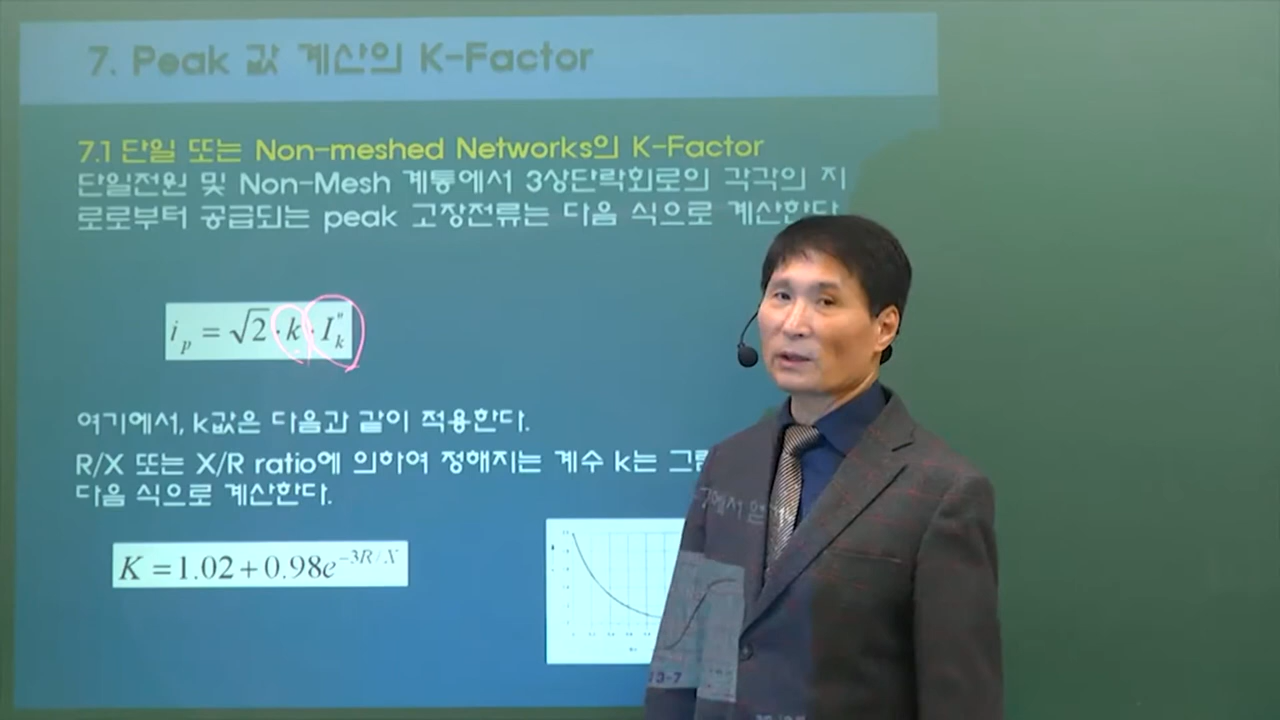 7. Peak 값 계산의 K-Factor
7.1 단일 또는 Non-meshed Networks의 K-Factor
단일전원 및 Non-Mesh 계통에서 3상단락회로의 각각의 지
로로부터 공급되는 peak 고장전류는 다음 식으로 계산한다
i_p = √2 · k · I"_k
여기에서, k값은 다음과 같이 적용한다.
R/X 또는 X/R ratio에 의하여 정해지는 계수 k는
다음 식으로 계산한다.
K = 1.02 + 0.98e^{-3R/X}